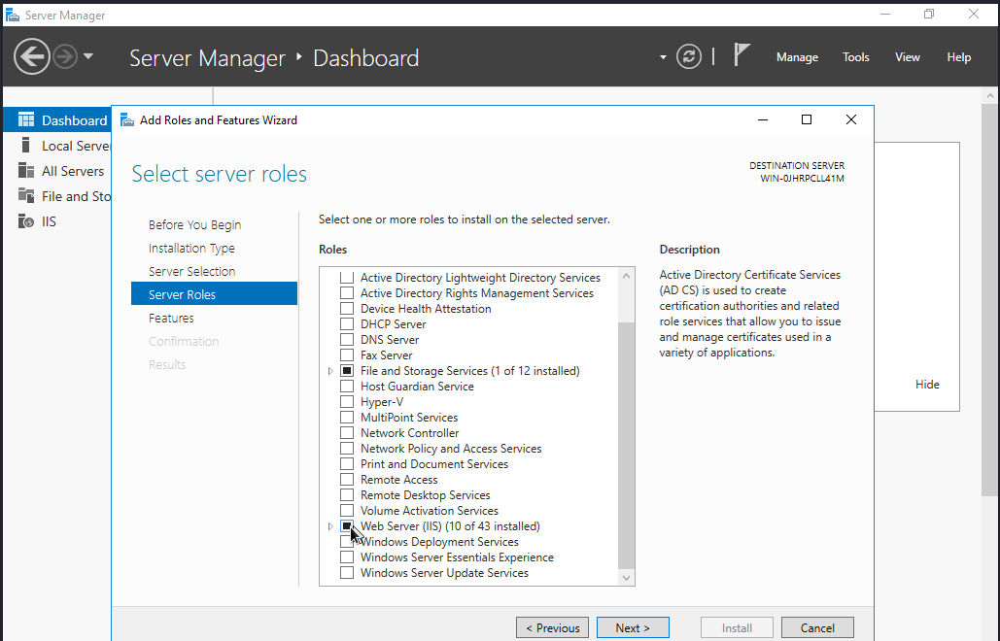 Server Manager
Server Manager ‣ Dashboard
Manage Tools View Help
Dashboard
Local Server
All Servers
File and Sto
IIS
Add Roles and Features Wizard
Select server roles
DESTINATION SERVER
WIN-0JHRPCLL41M
Before You Begin
Installation Type
Server Selection
Server Roles
Features
Confirmation
Results
Select one or more roles to install on the selected server.
Roles
Active Directory Lightweight Directory Services
Active Directory Rights Management Services
Device Health Attestation
DHCP Server
DNS Server
Fax Server
File and Storage Services (1 of 12 installed)
Host Guardian Service
Hyper-V
MultiPoint Services
Network Controller
Network Policy and Access Services
Print and Document Services
Remote Access
Remote Desktop Services
Volume Activation Services
Web Server (IIS) (10 of 43 installed)
Windows Deployment Services
Windows Server Essentials Experience
Windows Server Update Services
Description
Active Directory Certificate Services
(AD CS) is used to create
certification authorities and related
role services that allow you to issue
and manage certificates used in a
variety of applications.
Hide
< Previous Next > Install Cancel